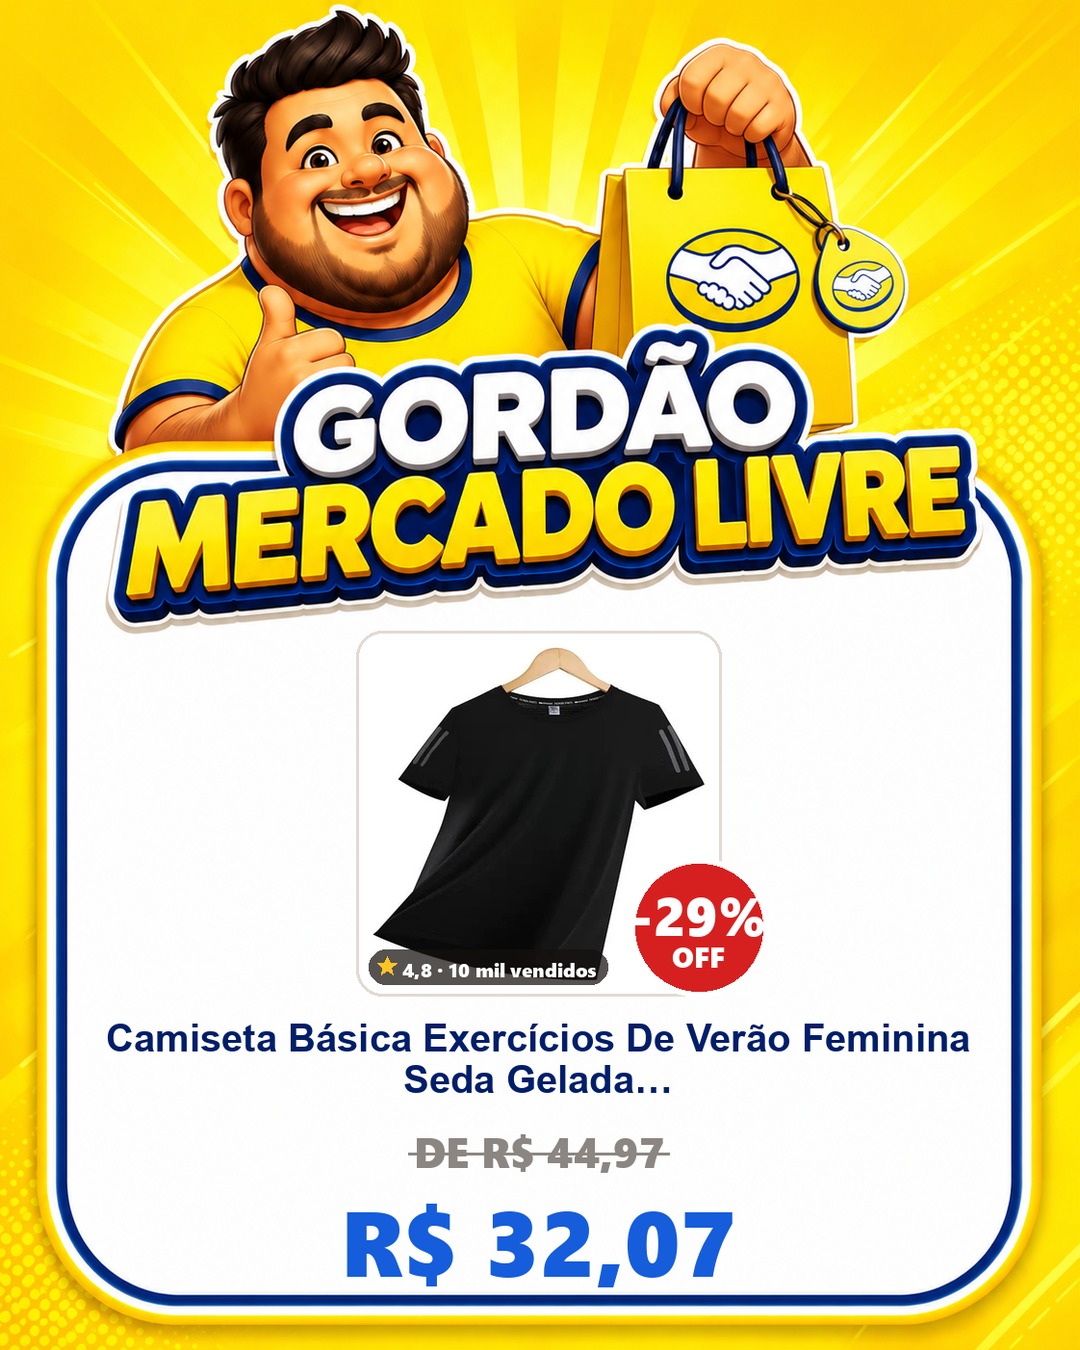 GORDÃO
MERCADO LIVRE
-29%
OFF
4,8 · 10 mil vendidos
Camiseta Básica Exercícios De Verão Feminina
Seda Gelada...
DE R$ 44,97
R$ 32,07